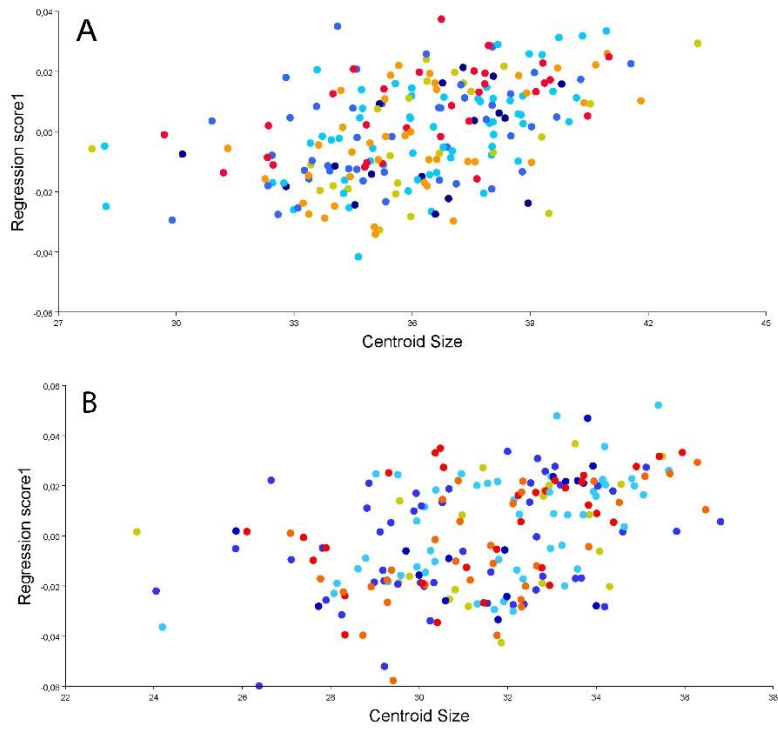 A
0,04
0,02
0,00
-0,02
-0,04
-0,06
Regression score1
27 30 33 36 39 42 45
Centroid Size
B
0,06
0,04
0,02
0,00
-0,02
-0,04
-0,06
Regression score1
22 24 26 28 30 32 34 36 38
Centroid Size